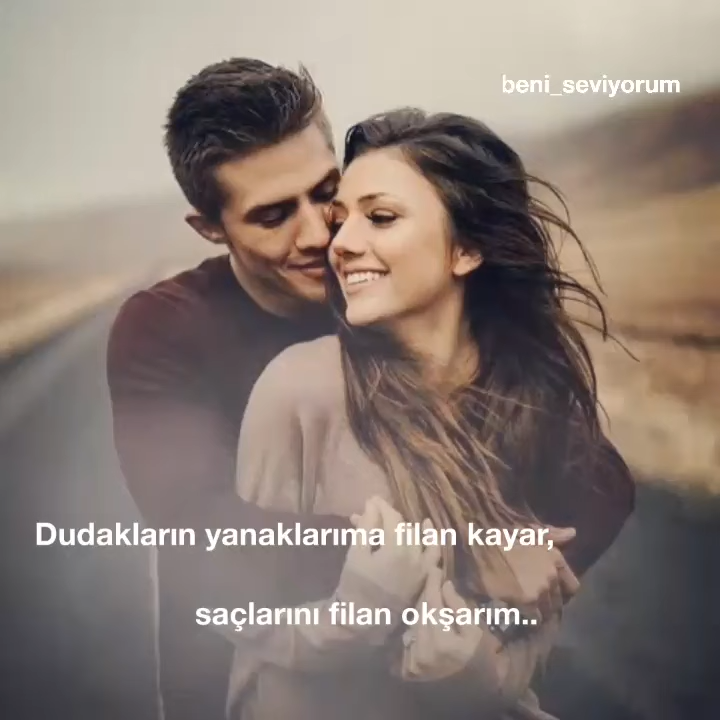 beni_seviyorum
Dudakların yanaklarıma filan kayar,
saçlarını filan okşarım..